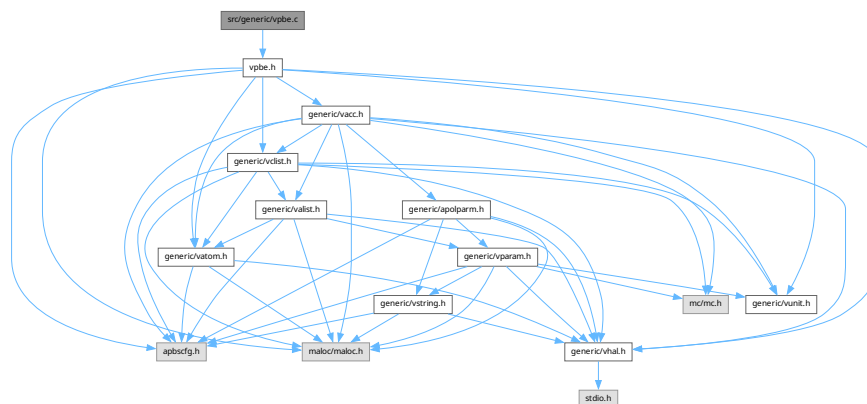 src/generic/vpbe.c
vpbe.h
generic/vacc.h
generic/vclist.h
generic/valist.h
generic/apolparm.h
generic/vatom.h
generic/vparam.h
generic/vstring.h
mc/mc.h
generic/vunit.h
apbscfg.h
maloc/maloc.h
generic/vhal.h
stdio.h